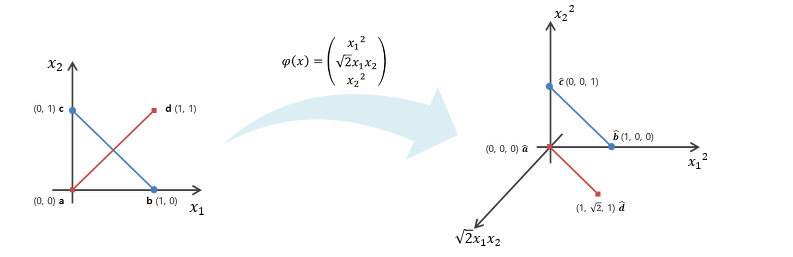 x₂
(0, 1) c
d (1, 1)
(0, 0) a
b (1, 0)
x₁
φ(x) = ( x₁²
√2x₁x₂
x₂² )
x₂²
ĉ (0, 0, 1)
b̂ (1, 0, 0)
(0, 0, 0) â
x₁²
(1, √2, 1) d̂
√2x₁x₂